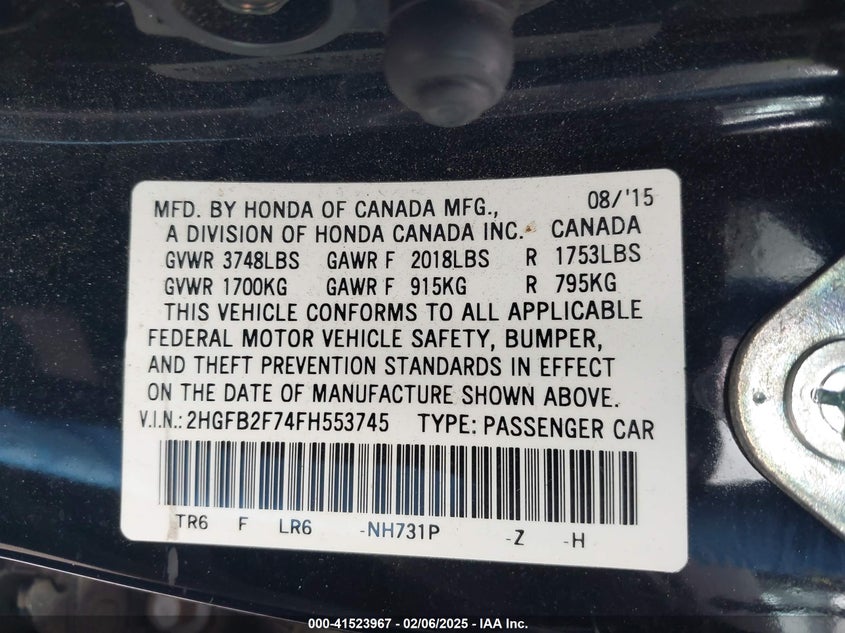 MFD. BY HONDA OF CANADA MFG., 08/'15
A DIVISION OF HONDA CANADA INC. CANADA
GVWR 3748LBS GAWR F 2018LBS R 1753LBS
GVWR 1700KG GAWR F 915KG R 795KG
THIS VEHICLE CONFORMS TO ALL APPLICABLE
FEDERAL MOTOR VEHICLE SAFETY, BUMPER,
AND THEFT PREVENTION STANDARDS IN EFFECT
ON THE DATE OF MANUFACTURE SHOWN ABOVE.
V.I.N.: 2HGFB2F74FH553745 TYPE: PASSENGER CAR
TR6 F LR6 -NH731P -Z -H
000-41523967 - 02/06/2025 - IAA Inc.